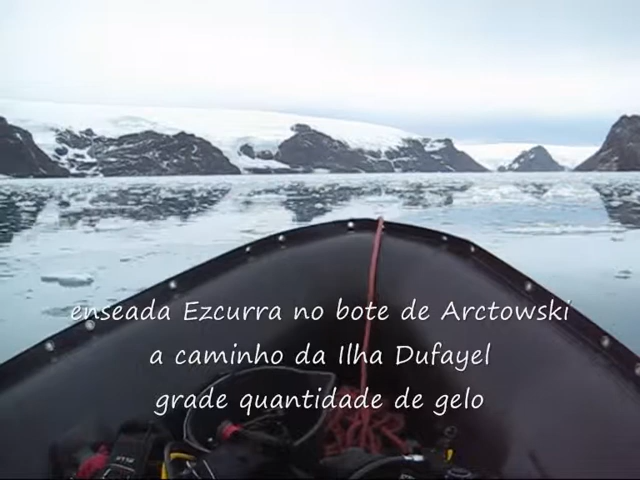 enseada Ezcurra no bote de Arctowski
a caminho da Ilha Dufayel
grade quantidade de gelo